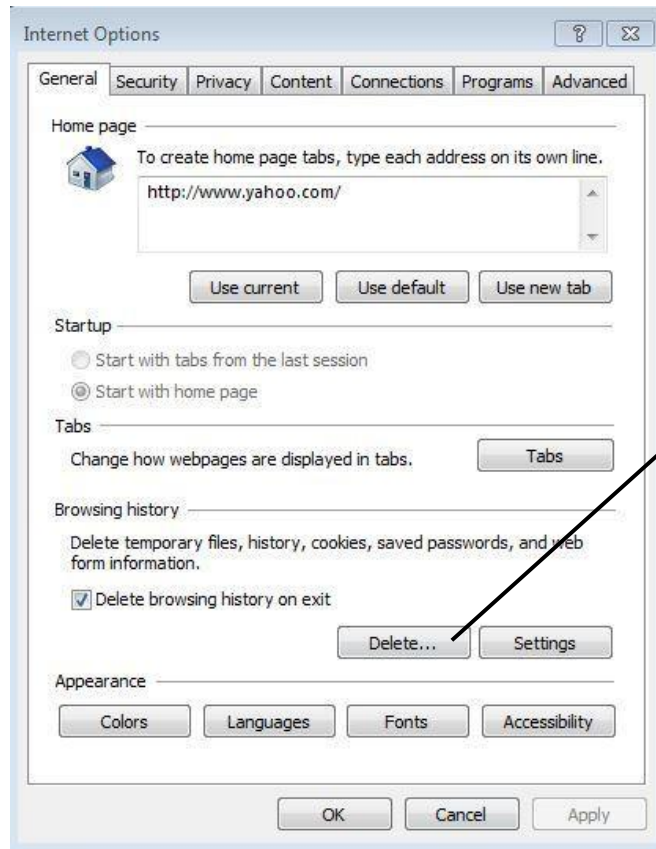 Internet Options
General Security Privacy Content Connections Programs Advanced
Home page
To create home page tabs, type each address on its own line.
http://www.yahoo.com/
Use current Use default Use new tab
Startup
Start with tabs from the last session
Start with home page
Tabs
Change how webpages are displayed in tabs. Tabs
Browsing history
Delete temporary files, history, cookies, saved passwords, and web
form information.
Delete browsing history on exit
Delete... Settings
Appearance
Colors Languages Fonts Accessibility
OK Cancel Apply